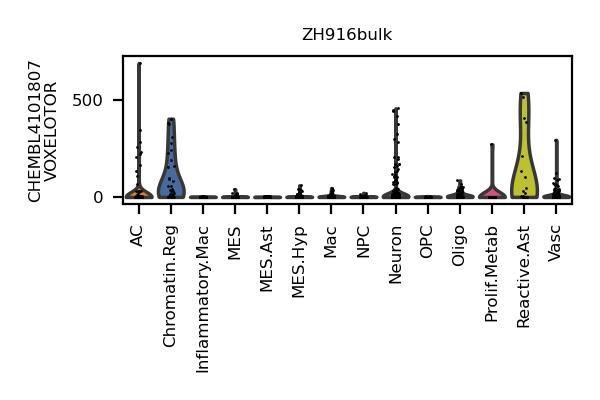 ZH916bulk
CHEMBL4101807
VOXELOTOR
500
0
AC
Chromatin.Reg
Inflammatory.Mac
MES
MES.Ast
MES.Hyp
Mac
NPC
Neuron
OPC
Oligo
Prolif.Metab
Reactive.Ast
Vasc